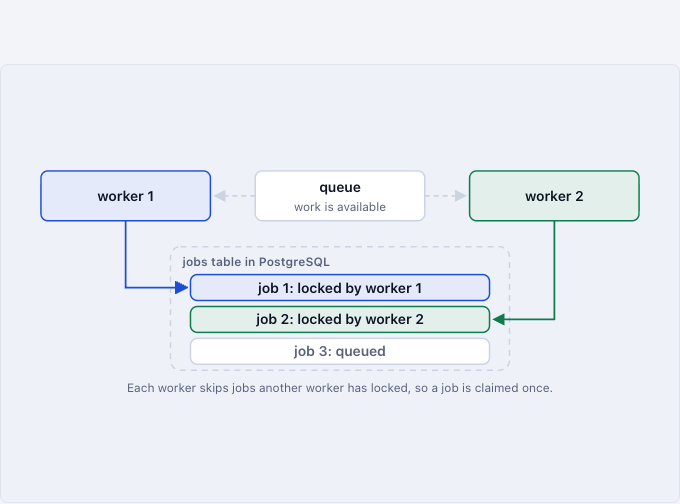 worker 1
queue
work is available
worker 2
jobs table in PostgreSQL
job 1: locked by worker 1
job 2: locked by worker 2
job 3: queued
Each worker skips jobs another worker has locked, so a job is claimed once.